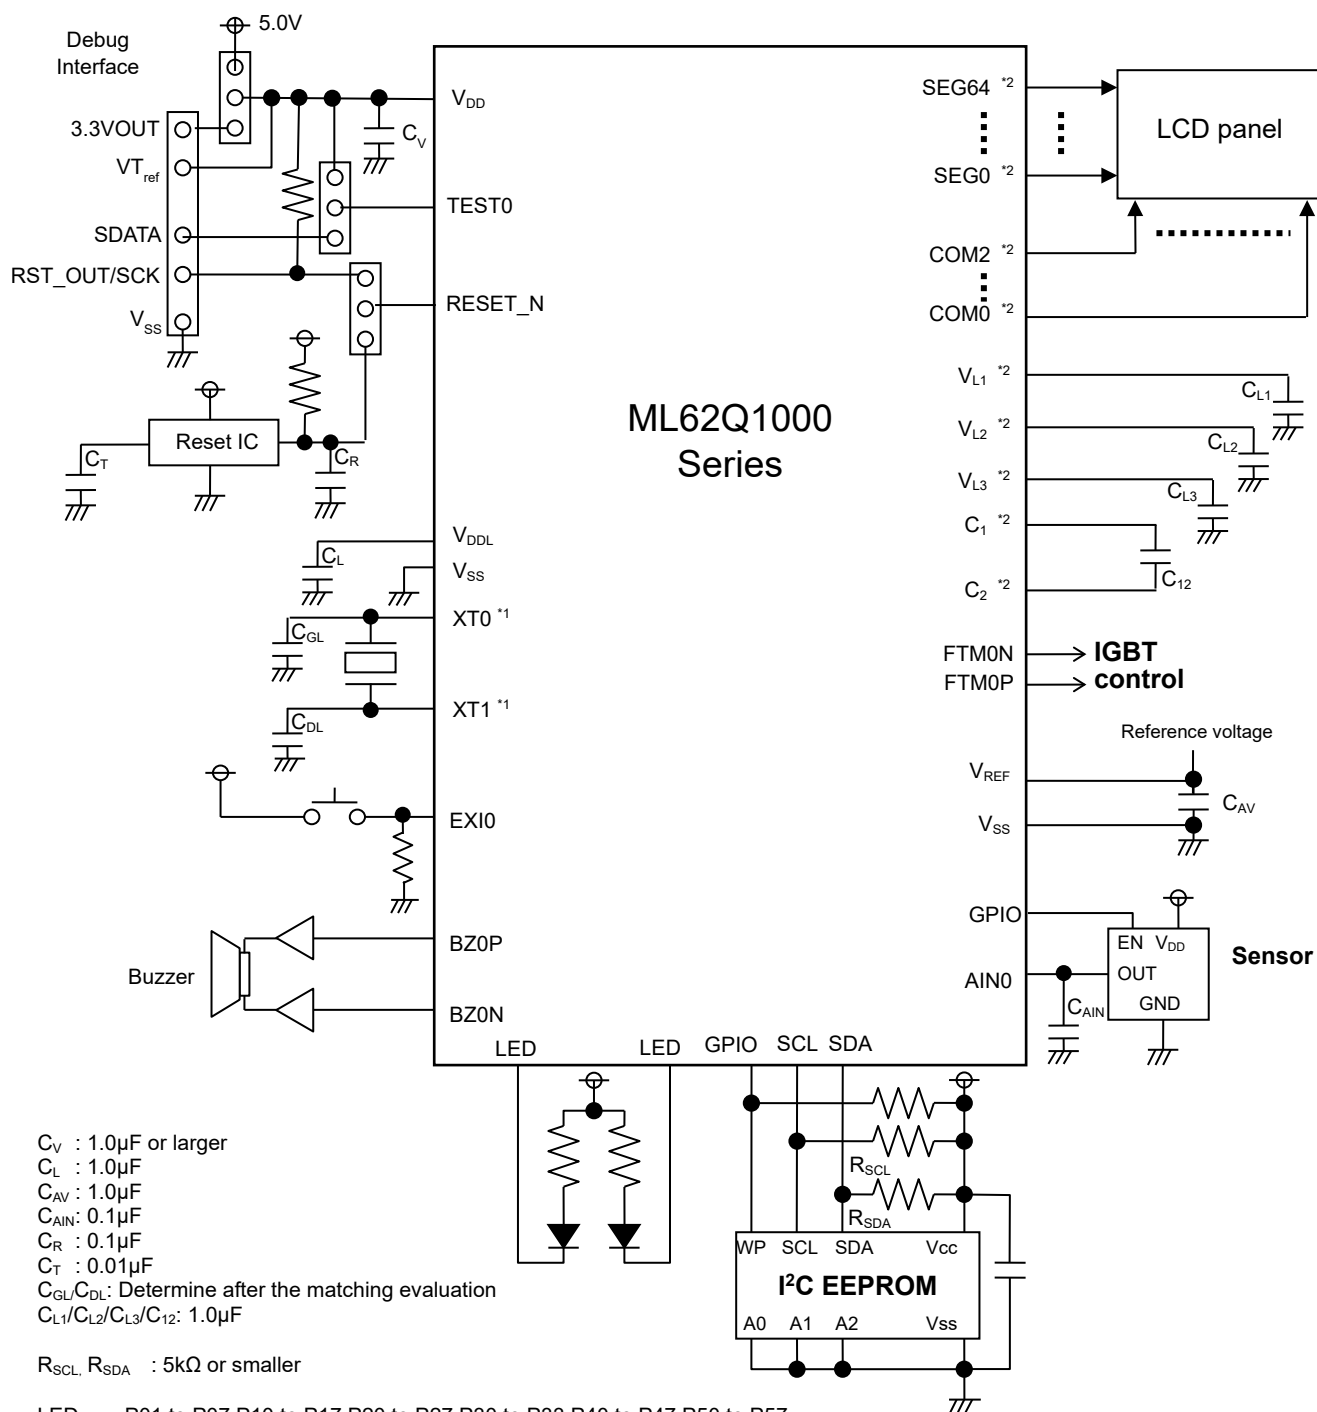 5.0V
Debug
Interface
3.3VOUT
VTref
SDATA
RST_OUT/SCK
VSS
VDD
CV
TEST0
RESET_N
Reset IC
CT
CR
VDDL
CL
VSS
XT0 *1
CGL
XT1 *1
CDL
EXI0
BZ0P
Buzzer
BZ0N
ML62Q1000
Series
SEG64 *2
SEG0 *2
LCD panel
COM2 *2
COM0 *2
VL1 *2
CL1
VL2 *2
CL2
VL3 *2
CL3
C1 *2
C2 *2
C12
FTM0N
FTM0P
IGBT
control
Reference voltage
VREF
CAV
VSS
GPIO
AIN0
EN VDD
OUT
GND
Sensor
CAIN
LED
LED
GPIO
SCL
SDA
RSCL
RSDA
WP SCL SDA Vcc
I²C EEPROM
A0 A1 A2 Vss
CV : 1.0µF or larger
CL : 1.0µF
CAV : 1.0µF
CAIN: 0.1µF
CR : 0.1µF
CT : 0.01µF
CGL/CDL: Determine after the matching evaluation
CL1/CL2/CL3/C12: 1.0µF
RSCL, RSDA : 5kΩ or smaller